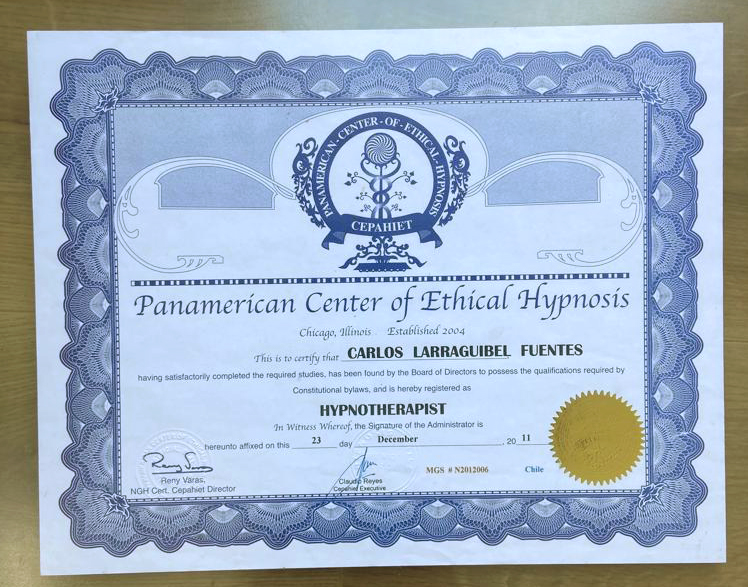 PANAMERICAN-CENTER-OF-ETHICAL-HYPNOSIS
CEPAHIET
Panamerican Center of Ethical Hypnosis
Chicago, Illinois Established 2004
This is to certify that CARLOS LARRAGUIBEL FUENTES
having satisfactorily completed the required studies, has been found by the Board of Directors to possess the qualifications required by
Constitutional bylaws, and is hereby registered as
HYPNOTHERAPIST
In Witness Whereof, the Signature of the Administrator is
hereunto affixed on this 23 day December, 20 11
Reny Varas,
NGH Cert. Cepahiet Director
Claudio Reyes
Cepahiet Executive
MGS # N2012006 Chile